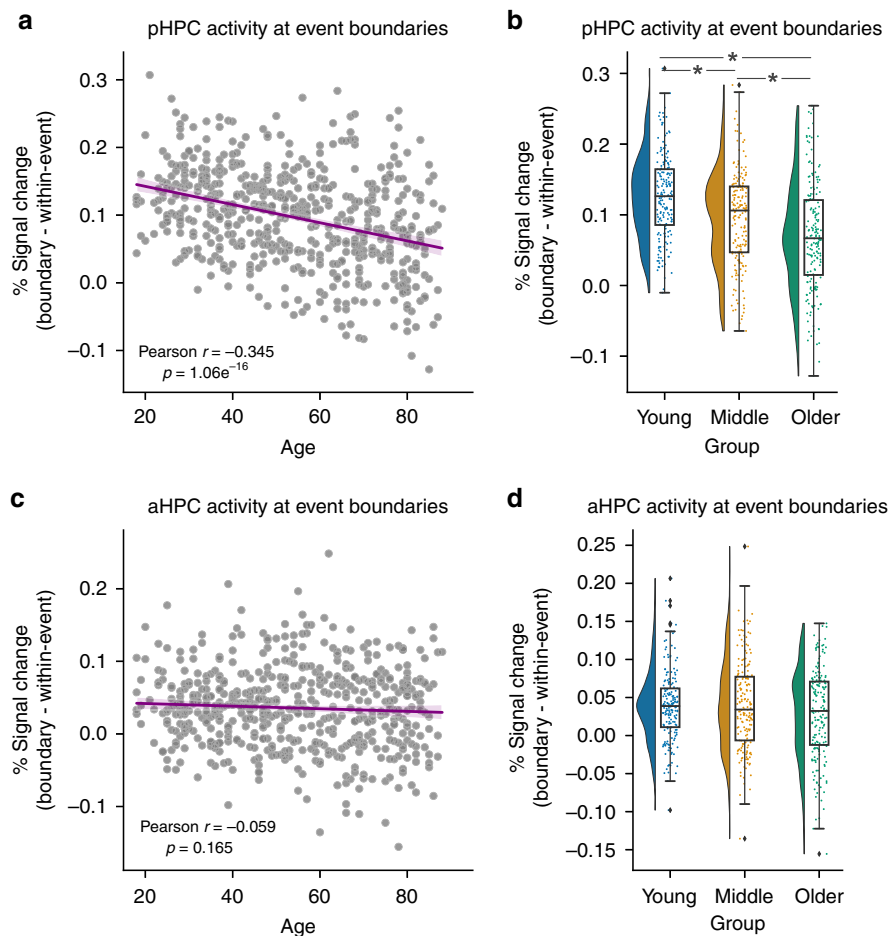 a
pHPC activity at event boundaries
% Signal change
(boundary - within-event)
0.3
0.2
0.1
0.0
−0.1
Pearson r = −0.345
p = 1.06e⁻¹⁶
20 40 60 80
Age
b
pHPC activity at event boundaries
% Signal change
(boundary - within-event)
0.3
0.2
0.1
0.0
−0.1
*
* *
Young Middle Older
Group
c
aHPC activity at event boundaries
% Signal change
(boundary - within-event)
0.2
0.1
0.0
−0.1
Pearson r = −0.059
p = 0.165
20 40 60 80
Age
d
aHPC activity at event boundaries
% Signal change
(boundary - within-event)
0.25
0.20
0.15
0.10
0.05
0.00
−0.05
−0.10
−0.15
Young Middle Older
Group